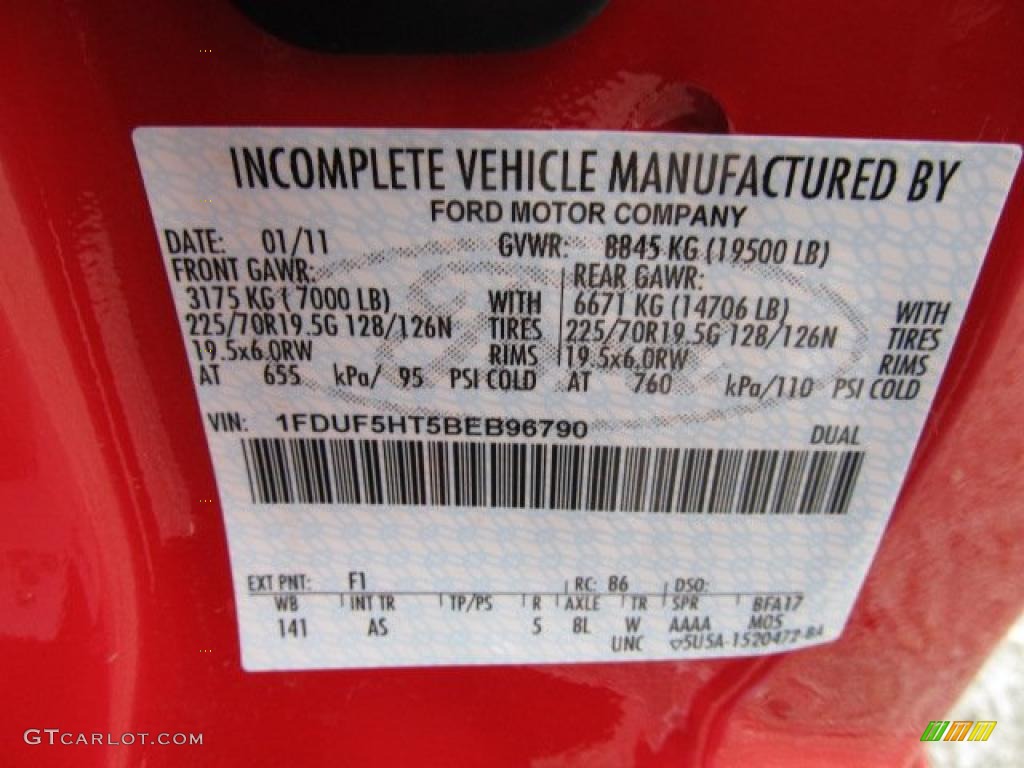 INCOMPLETE VEHICLE MANUFACTURED BY
FORD MOTOR COMPANY
DATE: 01/11 GVWR: 8845 KG (19500 LB)
FRONT GAWR: REAR GAWR:
3175 KG ( 7000 LB) WITH 6671 KG (14706 LB) WITH
225/70R19.5G 128/126N TIRES 225/70R19.5G 128/126N TIRES
19.5x6.0RW RIMS 19.5x6.0RW RIMS
AT 655 kPa/ 95 PSI COLD AT 760 kPa/110 PSI COLD
VIN: 1FDUF5HT5BEB96790 DUAL
EXT PNT: F1 RC: 86 DSO:
WB INT TR TP/PS R AXLE TR SPR BFA17
141 AS 5 8L W AAAA M05
UNC 5U5A-1520472-BA
GTCARLOT.COM